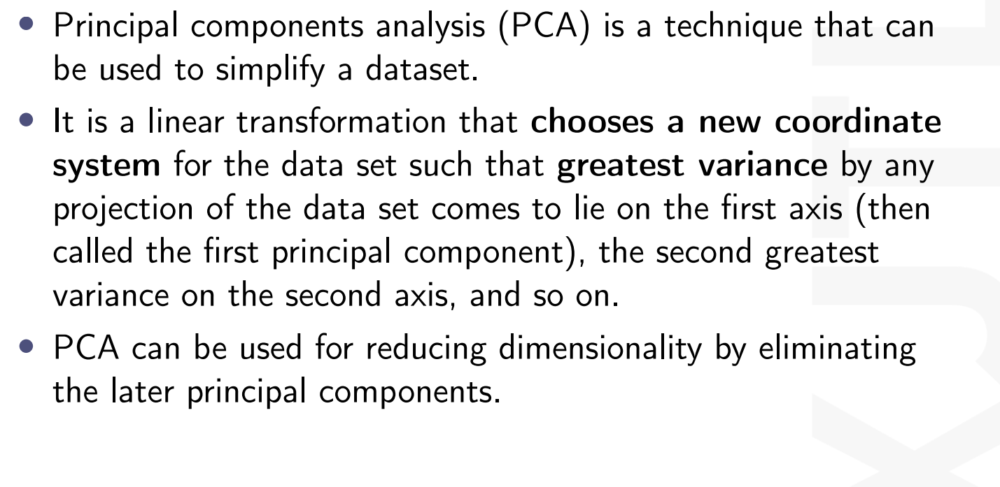 • Principal components analysis (PCA) is a technique that can
be used to simplify a dataset.
• It is a linear transformation that chooses a new coordinate
system for the data set such that greatest variance by any
projection of the data set comes to lie on the first axis (then
called the first principal component), the second greatest
variance on the second axis, and so on.
• PCA can be used for reducing dimensionality by eliminating
the later principal components.